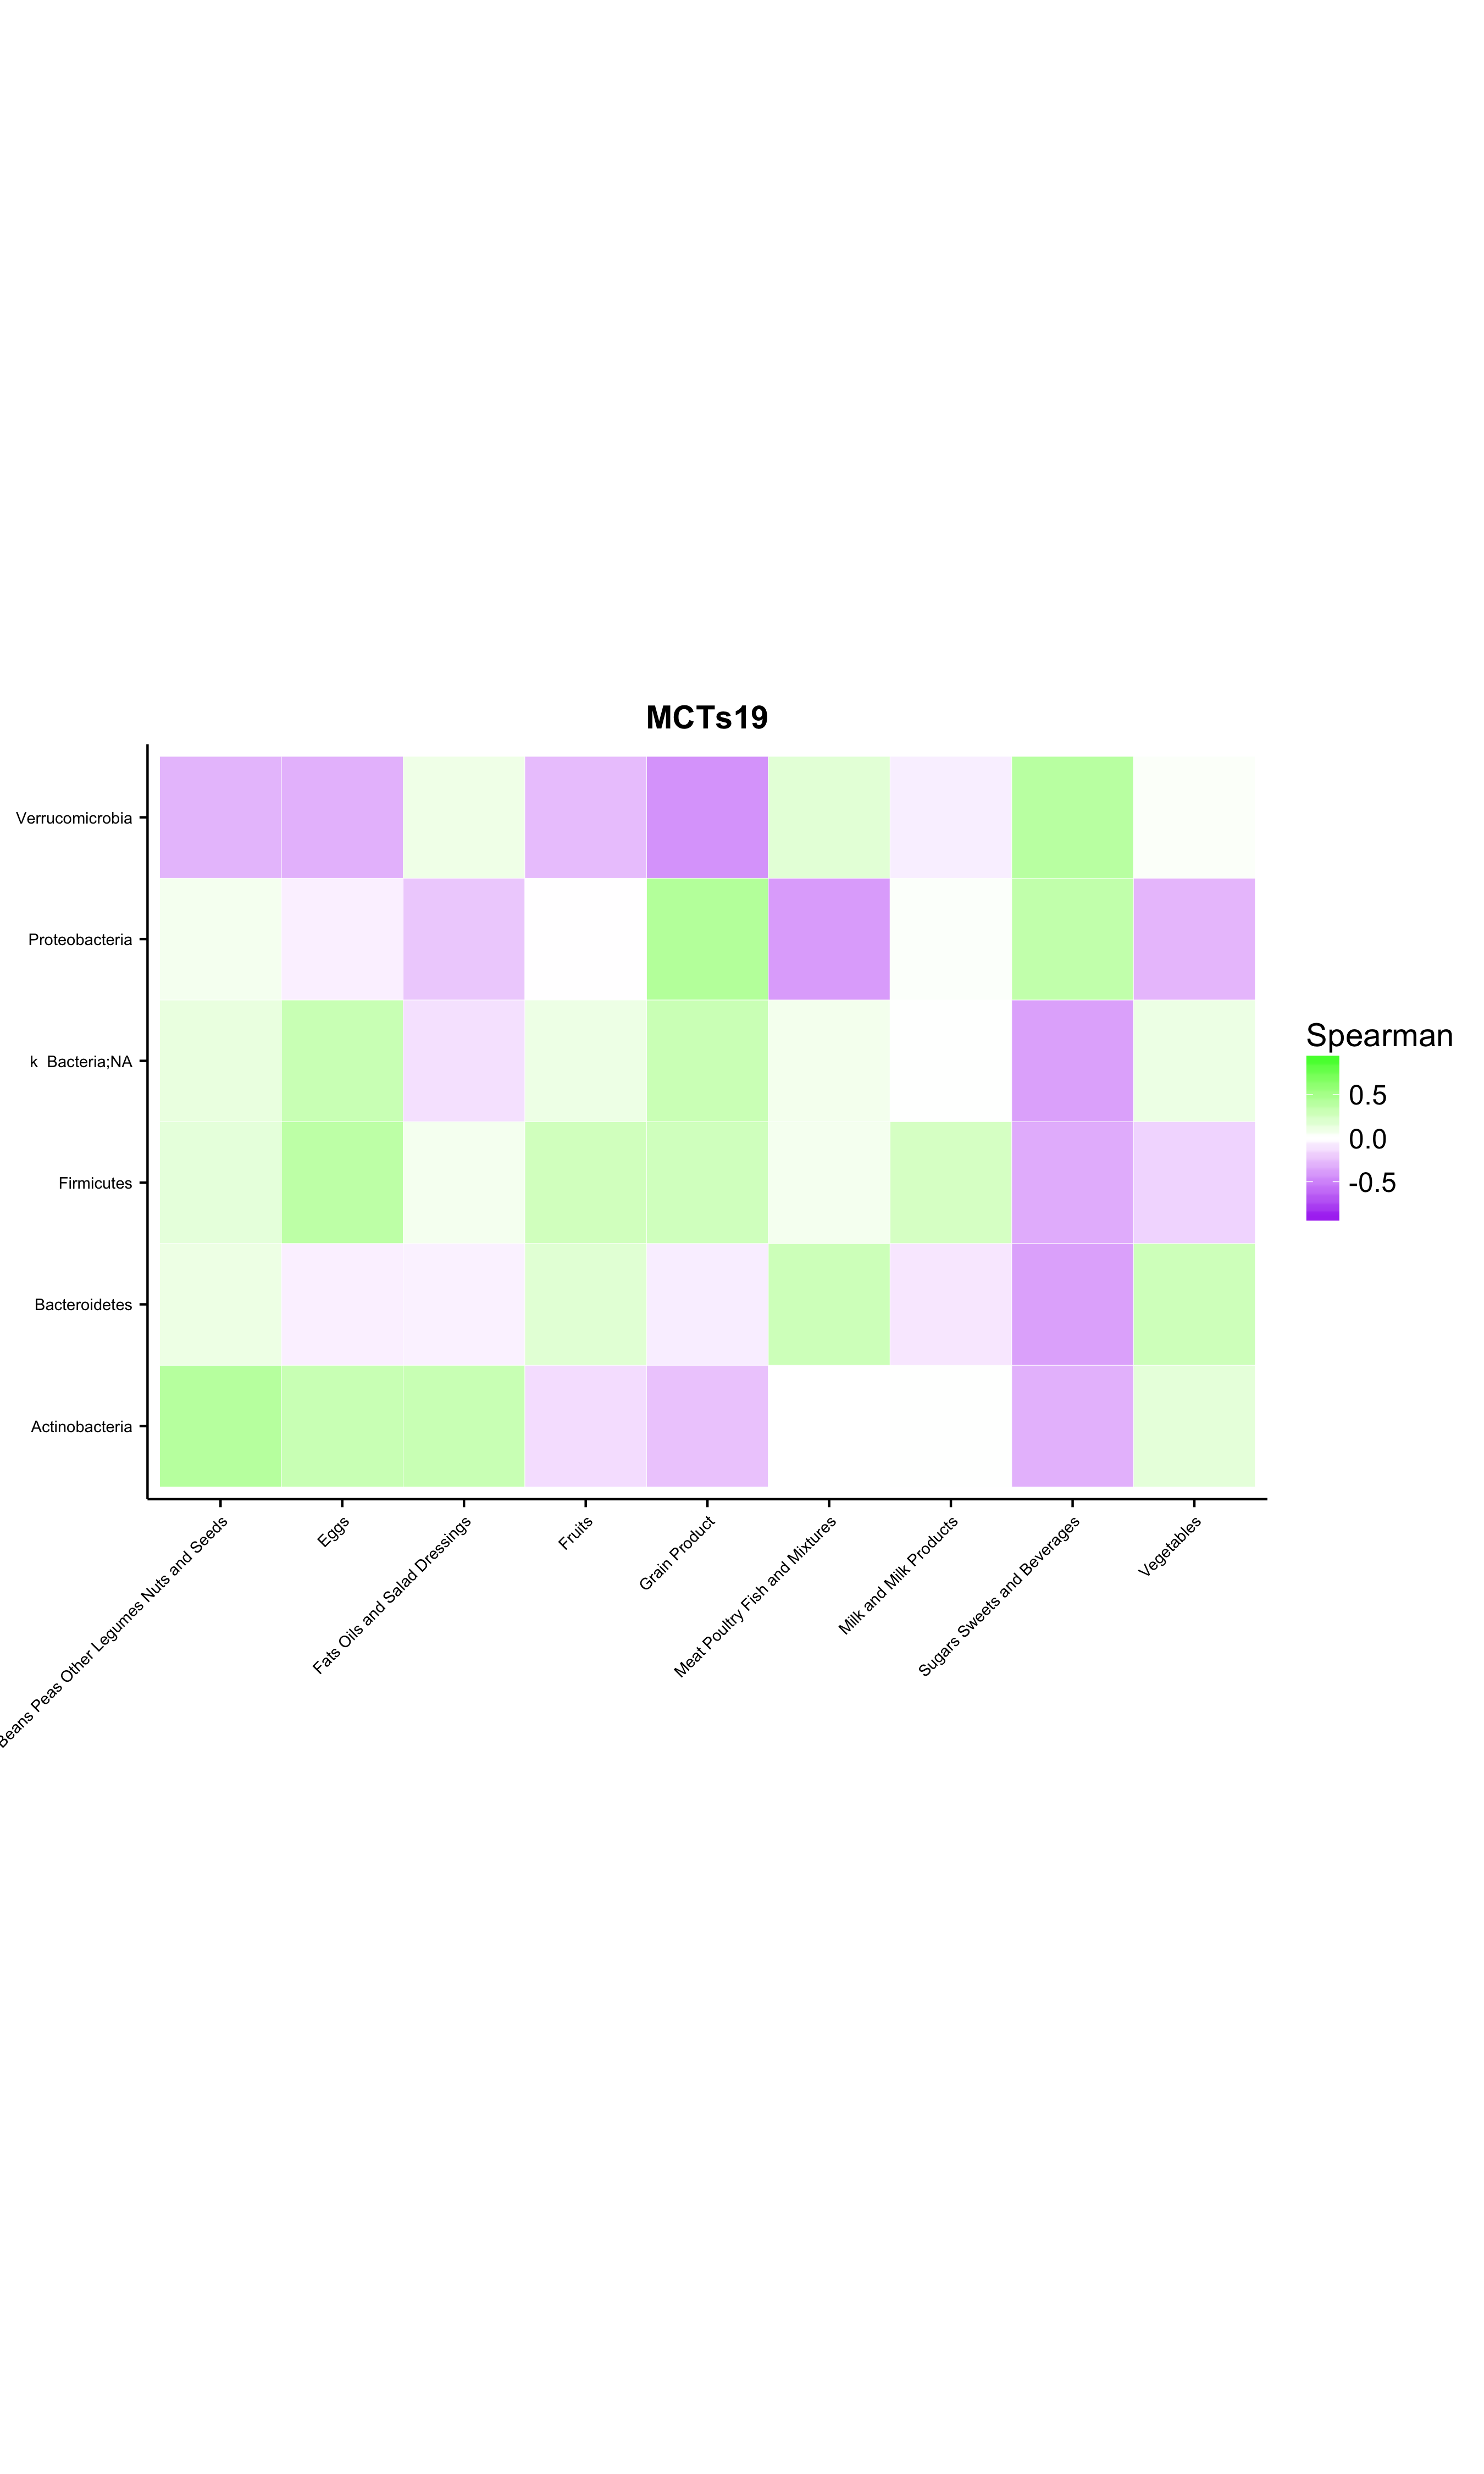 MCTs19
Verrucomicrobia
Proteobacteria
k Bacteria;NA
Firmicutes
Bacteroidetes
Actinobacteria
Beans Peas Other Legumes Nuts and Seeds
Eggs
Fats Oils and Salad Dressings
Fruits
Grain Product
Meat Poultry Fish and Mixtures
Milk and Milk Products
Sugars Sweets and Beverages
Vegetables
Spearman
0.5
0.0
-0.5